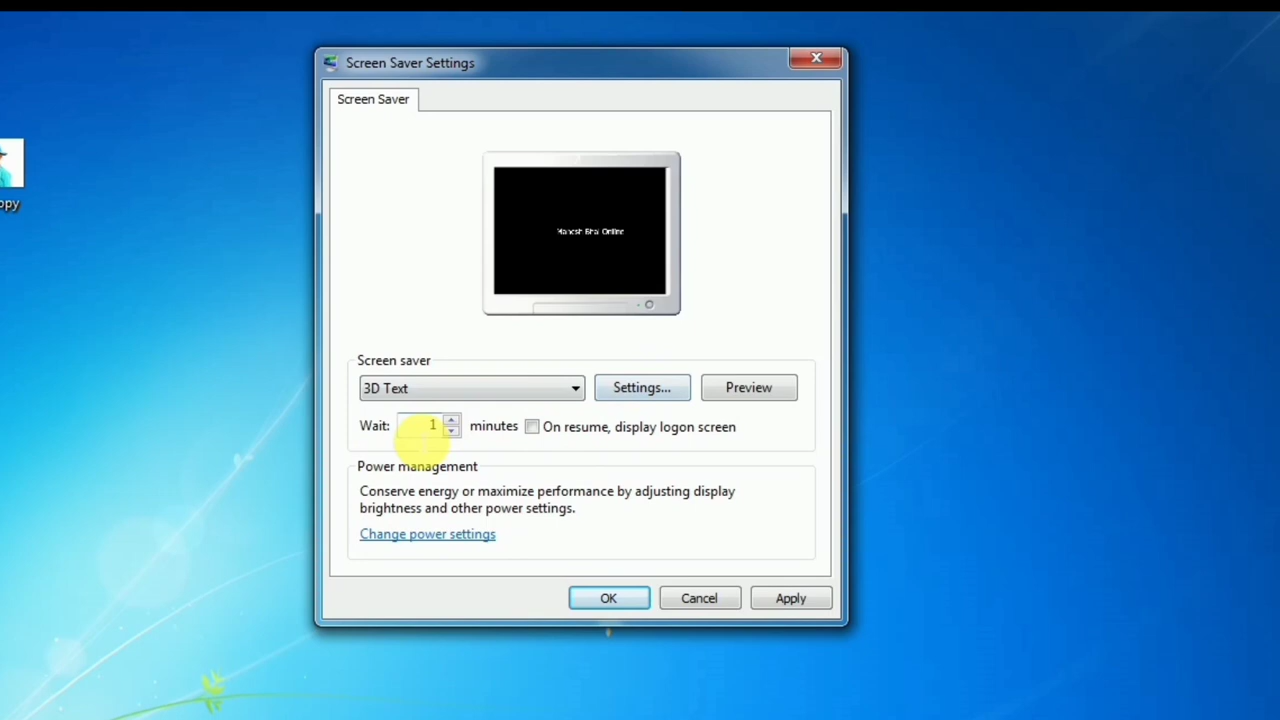 Screen Saver Settings
Screen Saver
Online
Screen saver
3D Text
Settings...
Preview
Wait:
1
minutes
On resume, display logon screen
opy
Power management
Conserve energy or maximize performance by adjusting display
brightness and other power settings.
Change power settings
OK
Cancel
Apply